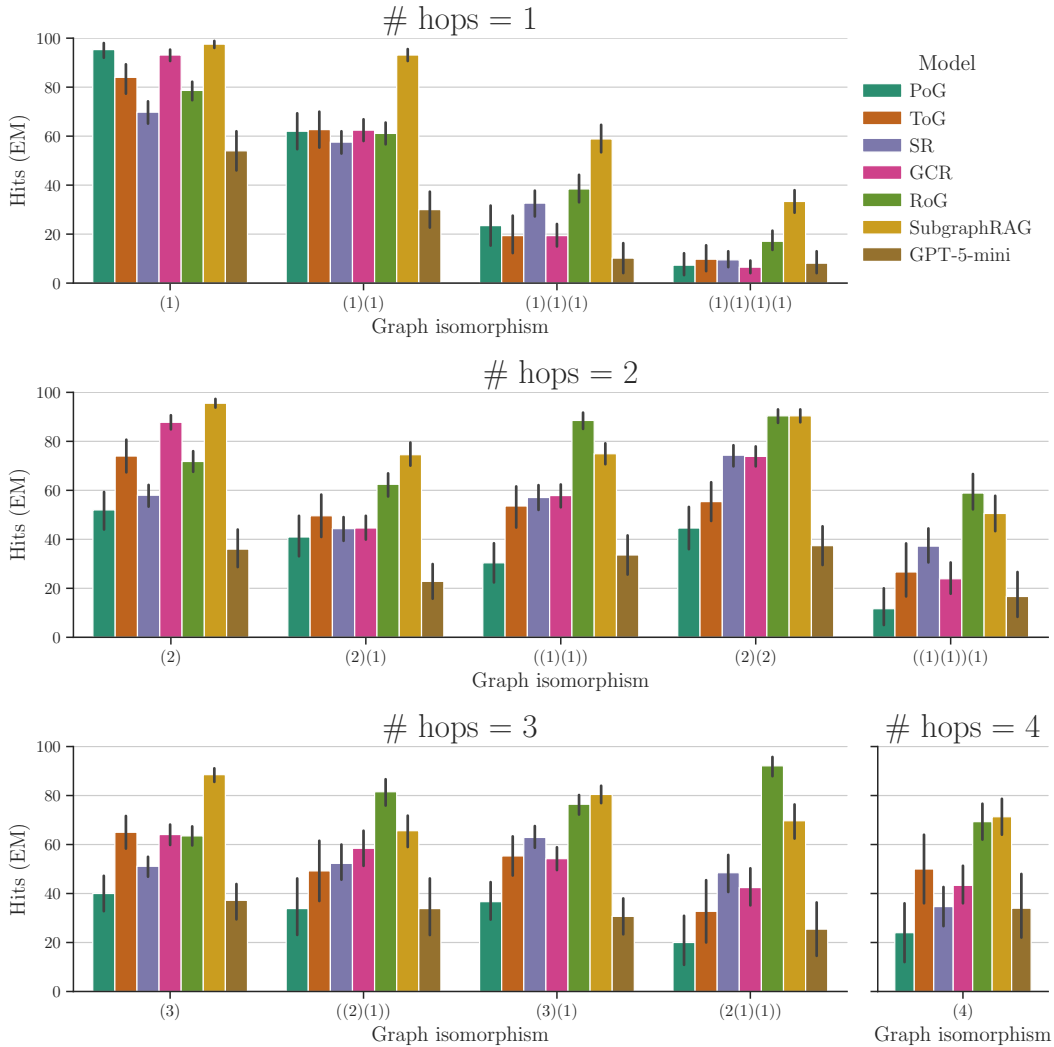 # hops = 1
100
80
60
40
20
0
Hits (EM)
(1)
(1)(1)
(1)(1)(1)
(1)(1)(1)(1)
Graph isomorphism
Model
PoG
ToG
SR
GCR
RoG
SubgraphRAG
GPT-5-mini
# hops = 2
100
80
60
40
20
0
Hits (EM)
(2)
(2)(1)
((1)(1))
(2)(2)
((1)(1))(1)
Graph isomorphism
# hops = 3
100
80
60
40
20
0
Hits (EM)
(3)
((2)(1))
(3)(1)
(2(1)(1))
Graph isomorphism
# hops = 4
(4)
Graph isomorphism